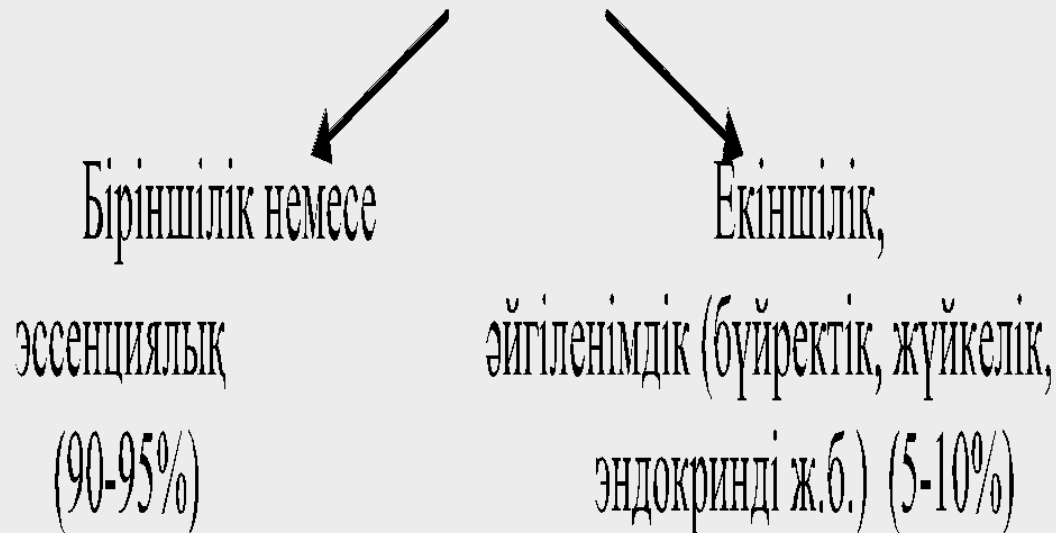 Біріншілік немесе
эссенциялық
(90-95%)
Екіншілік,
әйгіленімдік (бүйректік, жүйкелік,
эндокринді ж.б.) (5-10%)